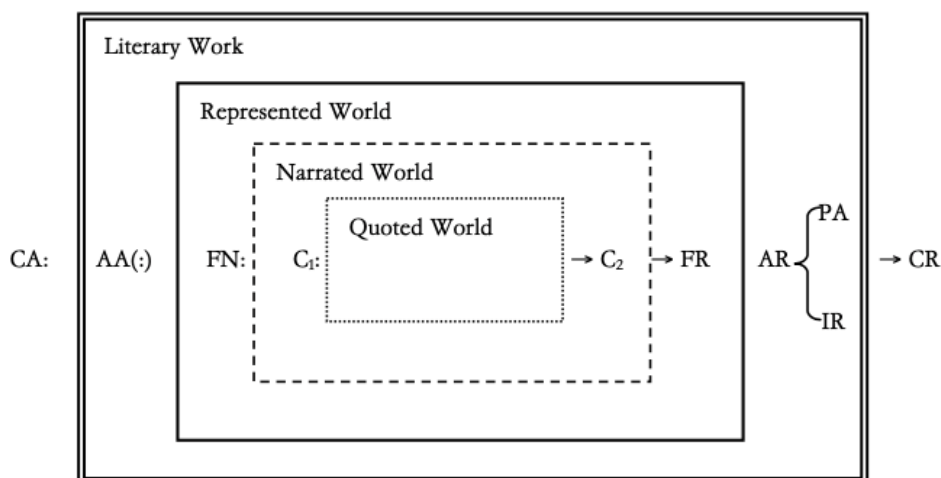 Literary Work
Represented World
Narrated World
Quoted World
PA
CA: AA(:) FN: C₁: → C₂ → FR AR → CR
IR